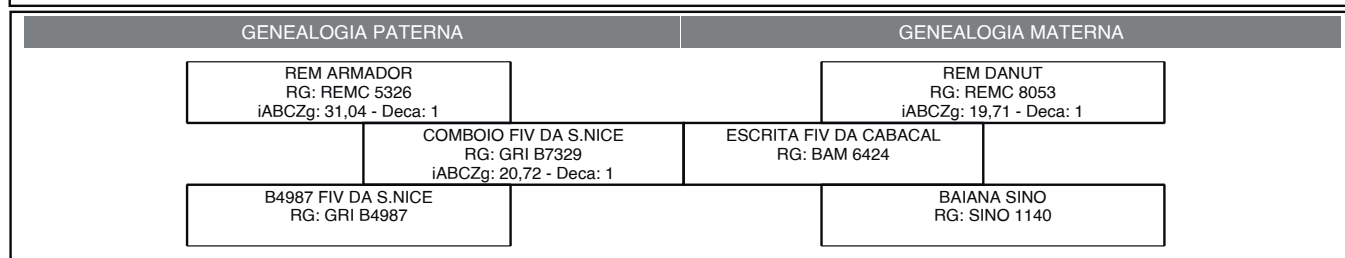 GENEALOGIA PATERNA
GENEALOGIA MATERNA
REM ARMADOR
RG: REMC 5326
iABCZg: 31,04 - Deca: 1
REM DANUT
RG: REMC 8053
iABCZg: 19,71 - Deca: 1
COMBOIO FIV DA S.NICE
RG: GRI B7329
iABCZg: 20,72 - Deca: 1
ESCRITA FIV DA CABACAL
RG: BAM 6424
B4987 FIV DA S.NICE
RG: GRI B4987
BAIANA SINO
RG: SINO 1140